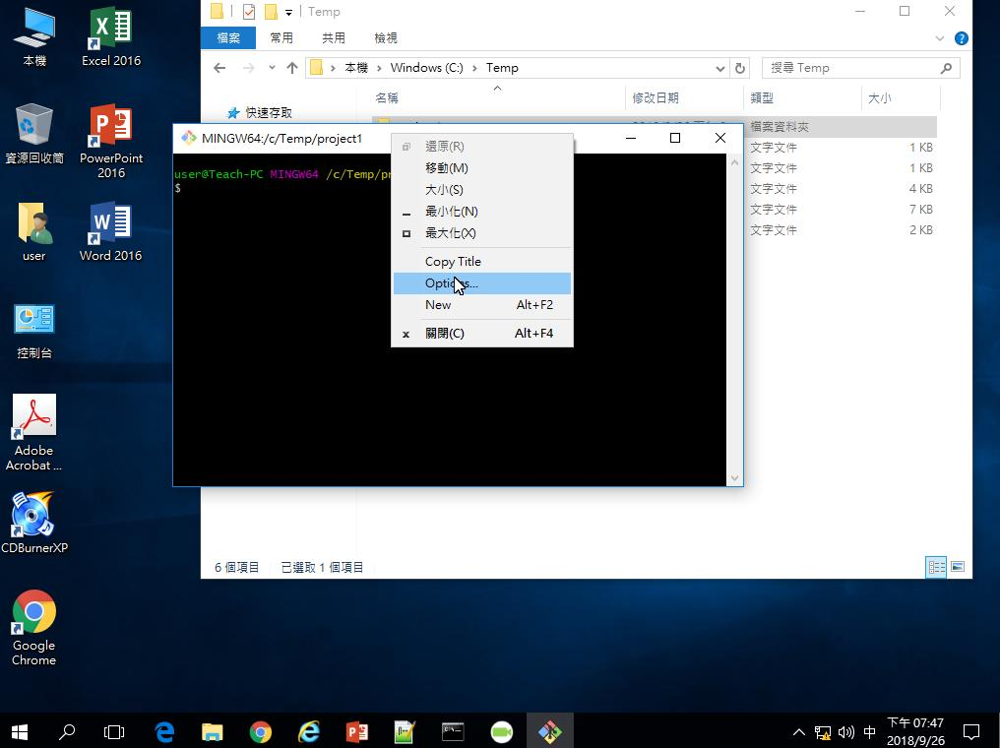 本機
Excel 2016
資源回收筒
PowerPoint
2016
user
Word 2016
控制台
Adobe
Acrobat ...
CDBurnerXP
Google
Chrome
Temp
檔案
常用
共用
檢視
本機
Windows (C:)
Temp
搜尋 Temp
名稱
修改日期
類型
大小
快速存取
檔案資料夾
文字文件
1 KB
文字文件
1 KB
文字文件
4 KB
文字文件
7 KB
文字文件
2 KB
MINGW64:/c/Temp/project1
user@Teach-PC MINGW64 /c/Temp/pr
$
還原(R)
移動(M)
大小(S)
最小化(N)
最大化(X)
Copy Title
Options...
New Alt+F2
關閉(C) Alt+F4
6 個項目
已選取 1 個項目
中
下午 07:47
2018/9/26